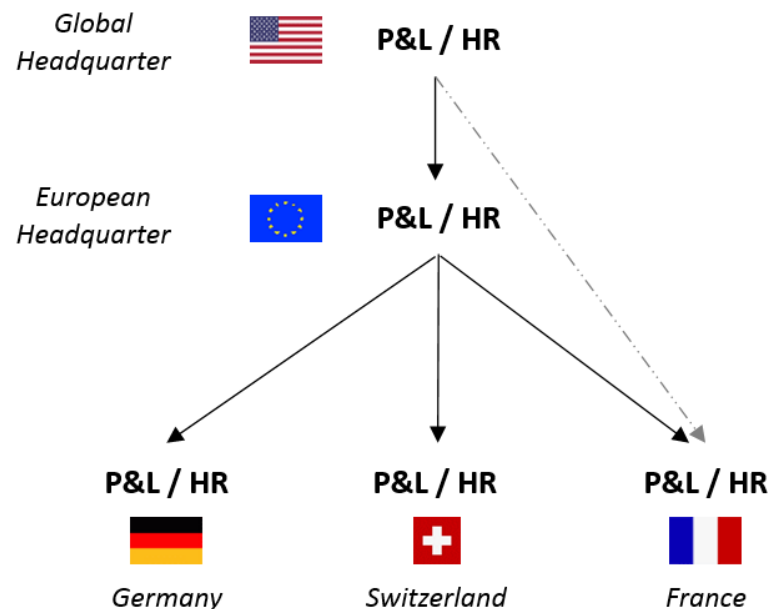 Global
Headquarter
P&L / HR
European
Headquarter
P&L / HR
P&L / HR
P&L / HR
P&L / HR
Germany
Switzerland
France